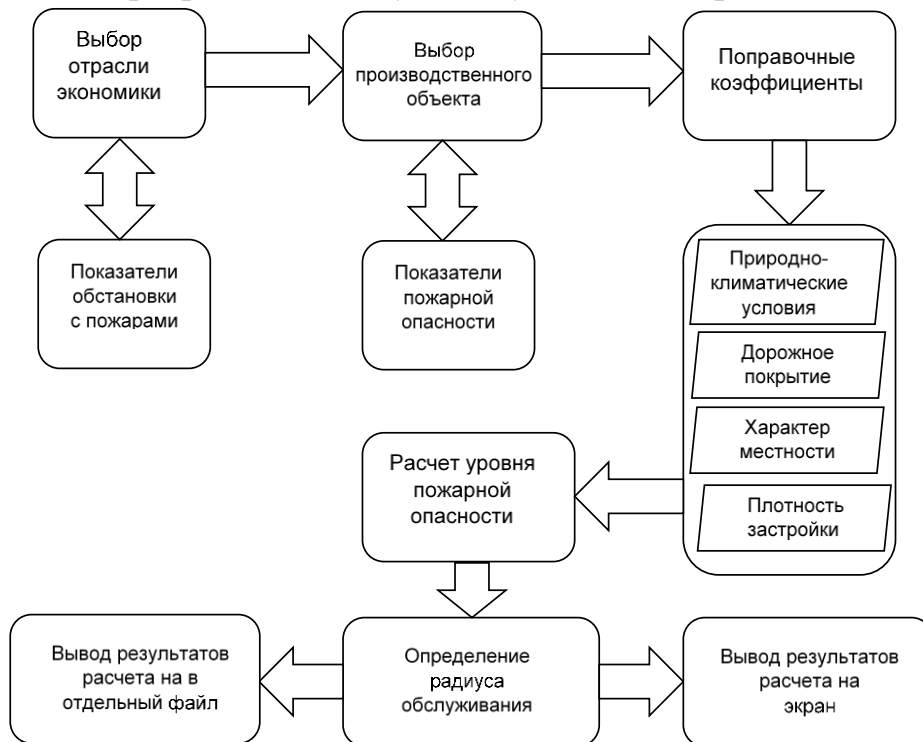 Выбор
отрасли
экономики
Выбор
производственного
объекта
Поправочные
коэффициенты
Показатели
обстановки
с пожарами
Показатели
пожарной
опасности
Природно-
климатические
условия
Дорожное
покрытие
Характер
местности
Плотность
застройки
Расчет уровня
пожарной
опасности
Вывод результатов
расчета на в
отдельный файл
Определение
радиуса
обслуживания
Вывод результатов
расчета на
экран